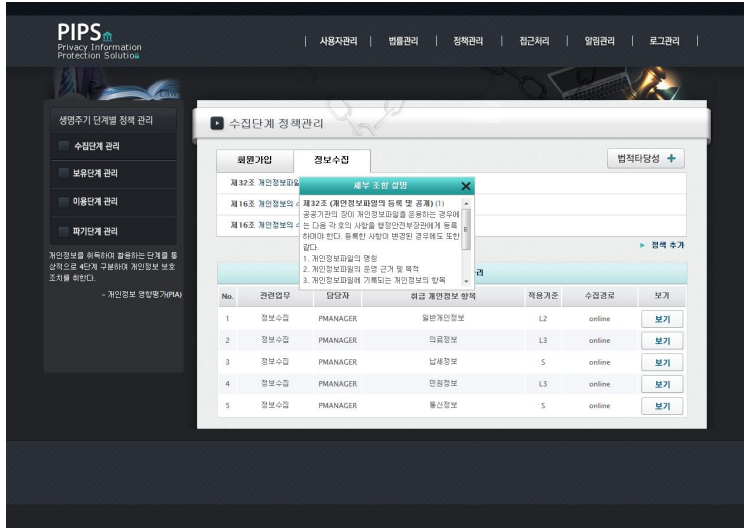 PIPS
Privacy Information
Protection Solution
사용자관리 | 법률관리 | 정책관리 | 접근처리 | 알림관리 | 로그관리 |
생명주기 단계별 정책 관리
수집단계 관리
보유단계 관리
이용단계 관리
파기단계 관리
개인정보를 취득하여 활용하는 단계를 통
상적으로 4단계 구분하여 개인정보 보호
조치를 취한다.
- 개인정보 영향평가(PIA)
수집단계 정책관리
회원가입 정보수집
법적타당성
제32조 개인정보파일
제16조 개인정보의
제16조 개인정보의
세부 조항 설명
제32조 (개인정보파일의 등록 및 공개) (1)
공공기관의 장이 개인정보파일을 운용하는 경우에
는 다음 각 호의 사항을 행정안전부장관에게 등록
하여야 한다. 등록한 사항이 변경된 경우에도 또한
같다.
1. 개인정보파일의 명칭
2. 개인정보파일의 운영 근거 및 목적
3. 개인정보파일에 기록되는 개인정보의 항목
정책 추가
No. 관련업무 담당자 취급 개인정보 항목 적용기준 수집경로 보기
1 정보수집 PMANAGER 일반개인정보 L2 online 보기
2 정보수집 PMANAGER 의료정보 L3 online 보기
3 정보수집 PMANAGER 납세정보 S online 보기
4 정보수집 PMANAGER 민원정보 L3 online 보기
5 정보수집 PMANAGER 통신정보 S online 보기